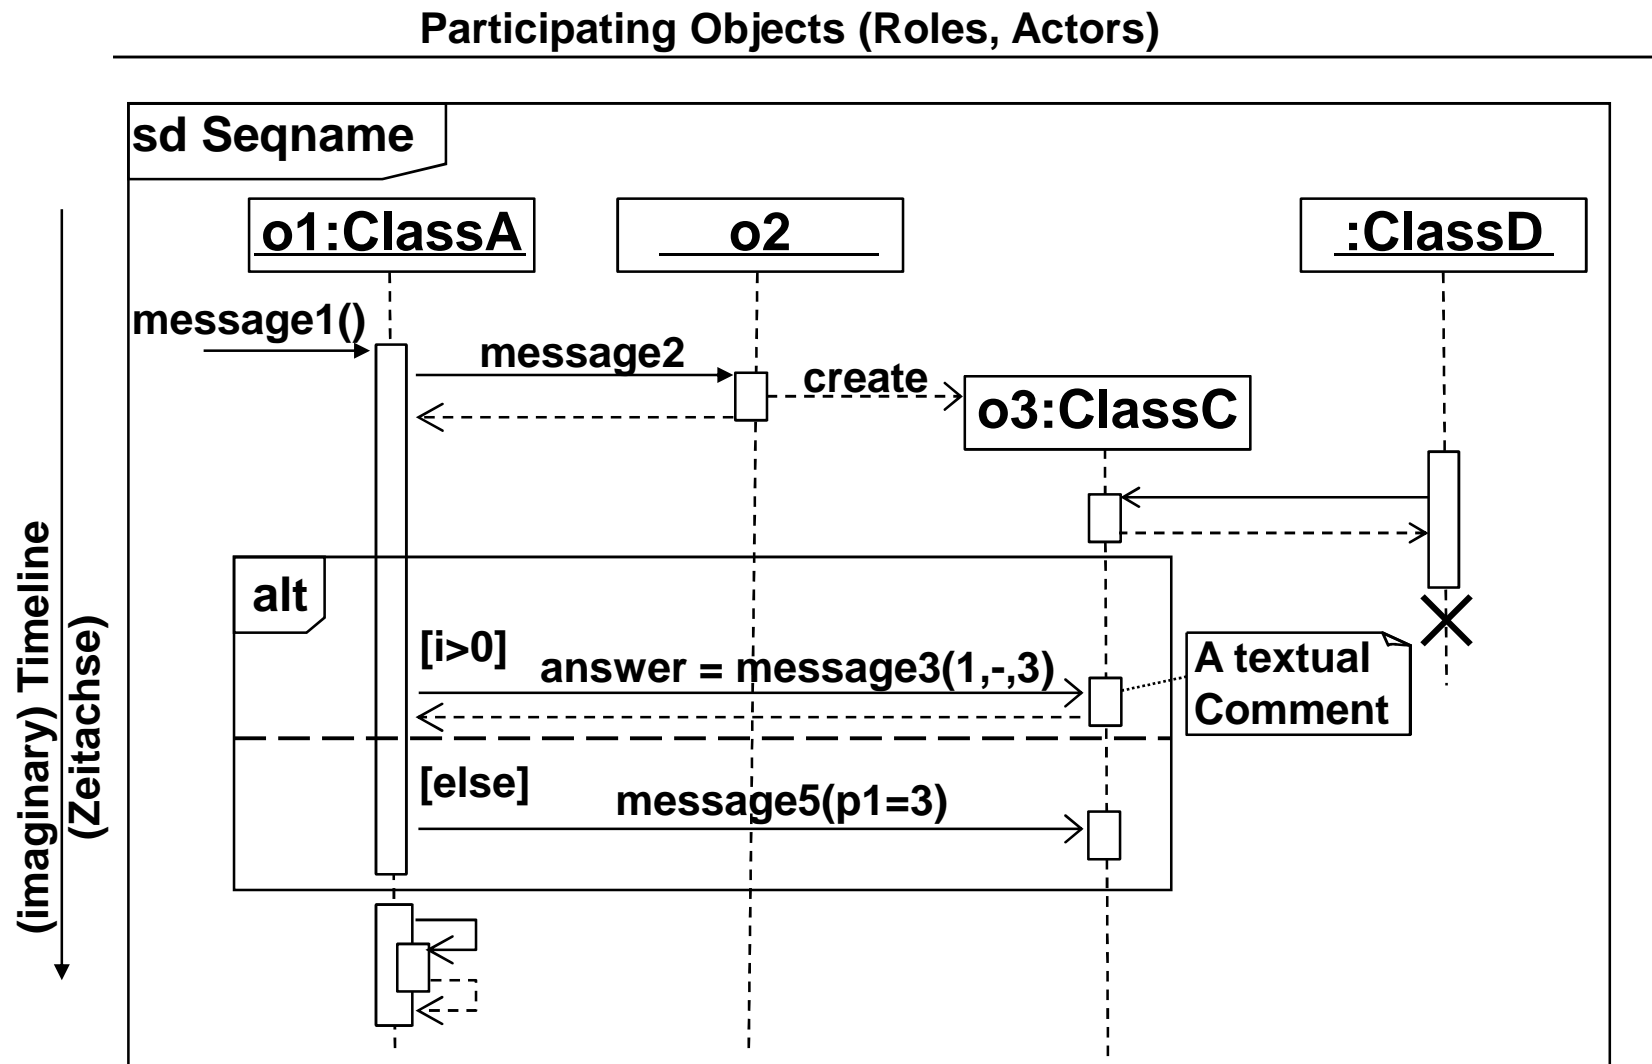 Participating Objects (Roles, Actors)
sd Seqname
o1:ClassA
o2
:ClassD
message1()
message2
create
o3:ClassC
(imaginary) Timeline
(Zeitachse)
alt
[i>0]
answer = message3(1,-,3)
A textual
Comment
[else]
message5(p1=3)